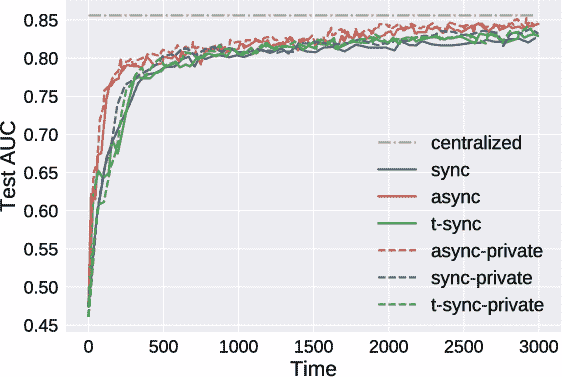 Test AUC
0.85
0.80
0.75
0.70
0.65
0.60
0.55
0.50
0.45
centralized
sync
async
t-sync
async-private
sync-private
t-sync-private
0 500 1000 1500 2000 2500 3000
Time